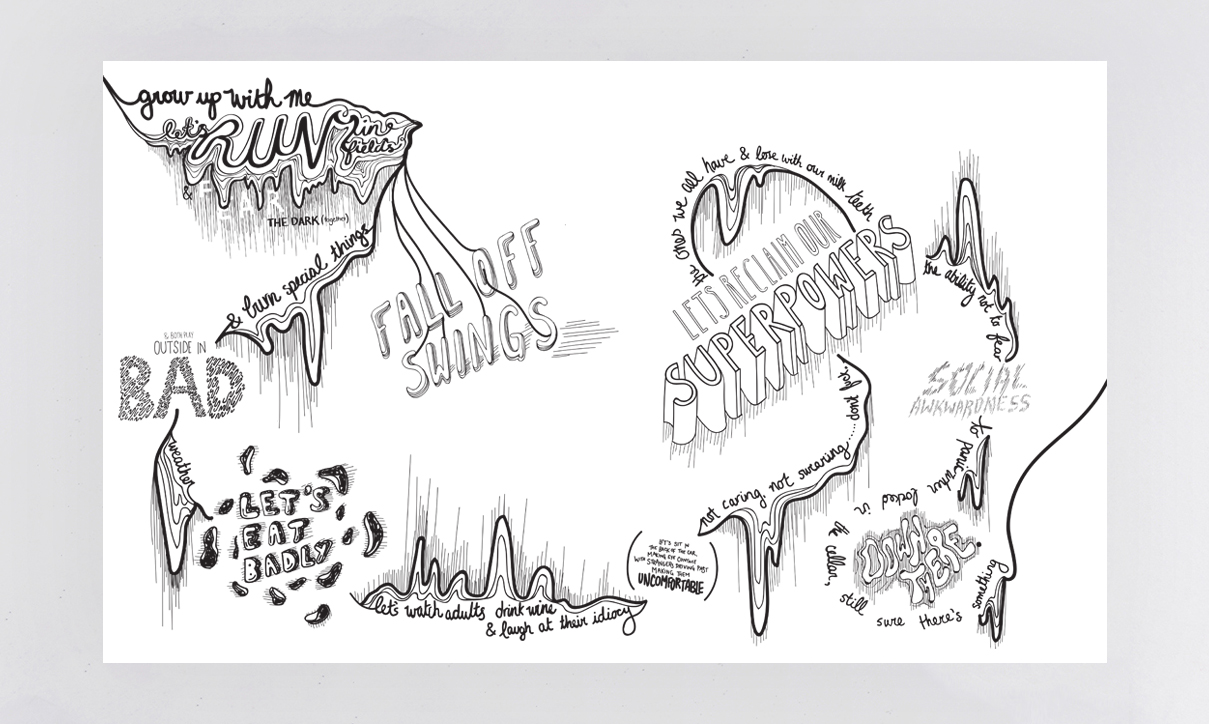 grow up with me
let's RUN in
fields
& FEAR
THE DARK (together)
& burn special things
FALL OFF
SWINGS
& BOTH PLAY
OUTSIDE IN
BAD
weather
LET'S
EAT
BADLY
let's watch adults drink wine
& laugh at their idiocy
(LET'S SIT IN
THE BACK OF THE CAR,
MAKING EYE CONTACT
WITH STRANGERS DRIVING PAST
MAKING THEM
UNCOMFORTABLE)
LETS RECLAIM OUR
SUPERPOWERS
the ones we all have & lose with our milk teeth
the ability not to fear
SOCIAL
AWKWARDNESS
to panic when
locked in
the cellar,
still
sure there's
something
DOWN
THERE.
not caring, not swearing..... dont